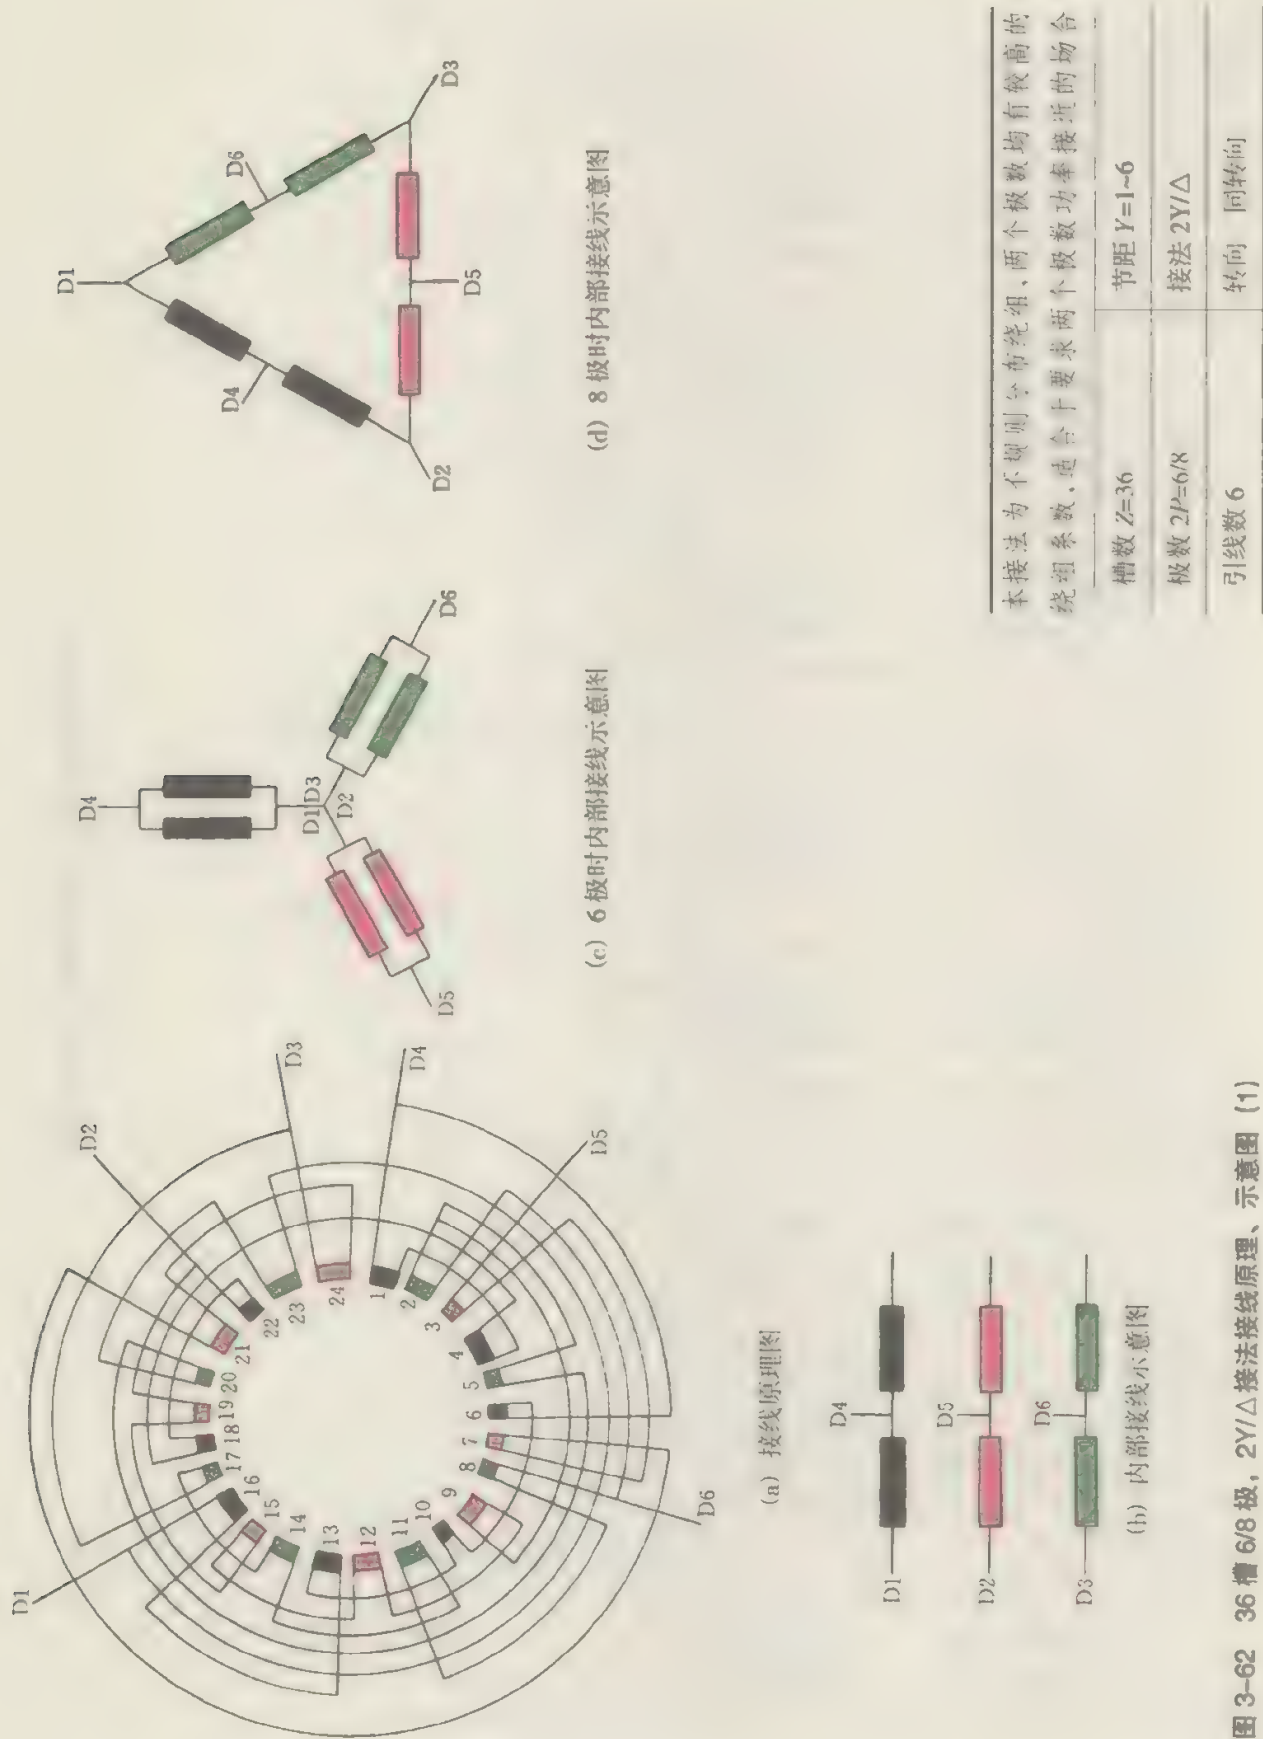 D1
D2
D3
D4
D5
D6
1
2
3
4
5
6
7
8
9
10
11
12
13
14
15
16
17
18
19
20
21
22
23
24
(a) 接线原理图
D1
D4
D2
D5
D3
D6
(b) 内部接线示意图
D4
D1
D3
D2
D5
D6
(c) 6 极时内部接线示意图
D1
D4
D6
D2
D5
D3
(d) 8 极时内部接线示意图
本接法为不规则分布绕组,两个极数均有较高的
绕组系数,适合于要求两个极数功率接近的场合
槽数 Z=36 节距 Y=1~6
极数 2P=6/8 接法 2Y/△
引线数 6 转向 同转向
图 3-62 36 槽 6/8 极, 2Y/△接法接线原理、示意图 (1)